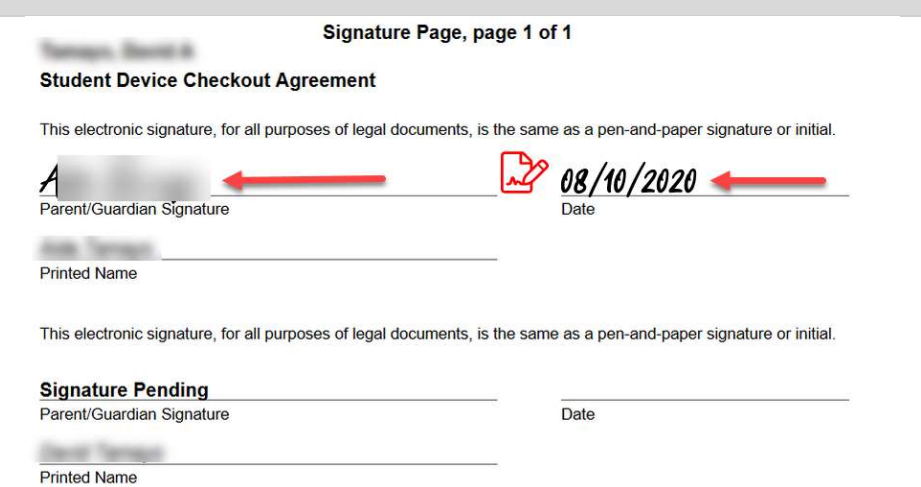 Signature Page, page 1 of 1
Student Device Checkout Agreement
This electronic signature, for all purposes of legal documents, is the same as a pen-and-paper signature or initial.
A 08/10/2020
Parent/Guardian Signature Date
Printed Name
This electronic signature, for all purposes of legal documents, is the same as a pen-and-paper signature or initial.
Signature Pending
Parent/Guardian Signature Date
Printed Name